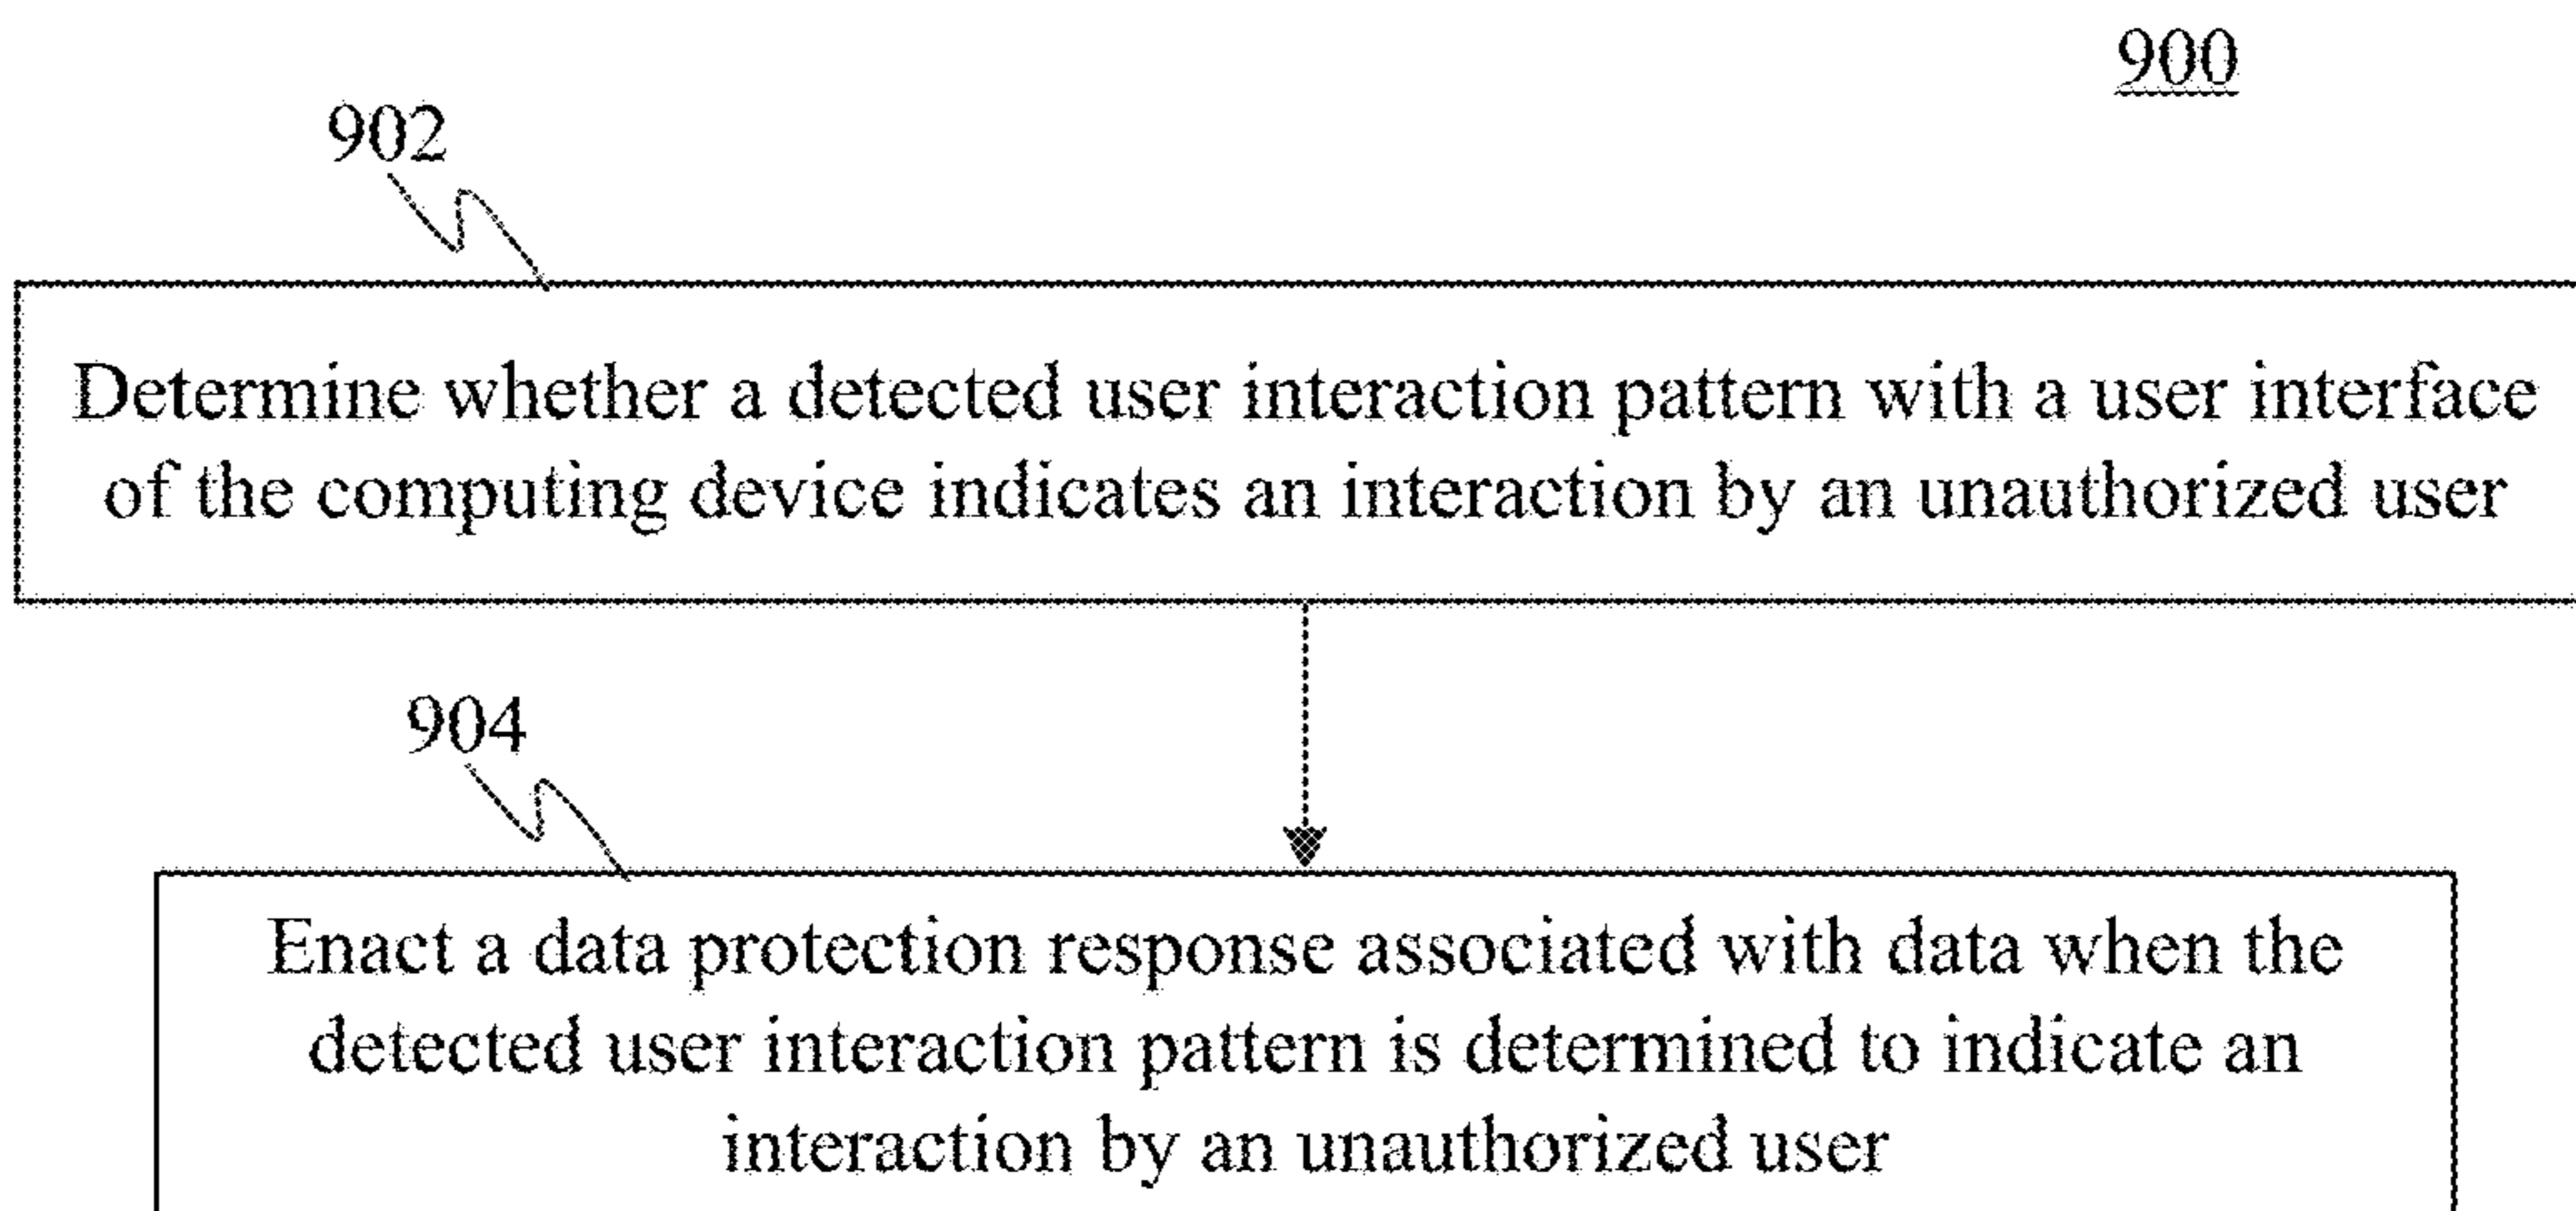 900
902
Determine whether a detected user interaction pattern with a user interface
of the computing device indicates an interaction by an unauthorized user
904
Enact a data protection response associated with data when the
detected user interaction pattern is determined to indicate an
interaction by an unauthorized user